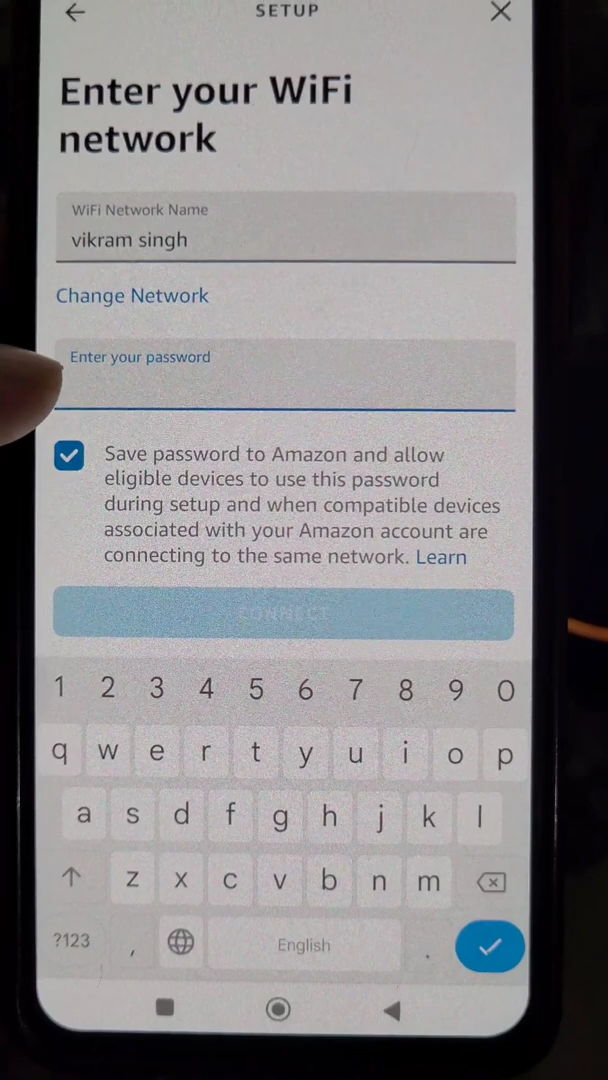 SETUP
Enter your WiFi
network
WiFi Network Name
vikram singh
Change Network
Enter your password
Save password to Amazon and allow
eligible devices to use this password
during setup and when compatible devices
associated with your Amazon account are
connecting to the same network. Learn
CONNECT
1 2 3 4 5 6 7 8 9 0
q w e r t y u i o p
a s d f g h j k l
z x c v b n m
?123 , English .